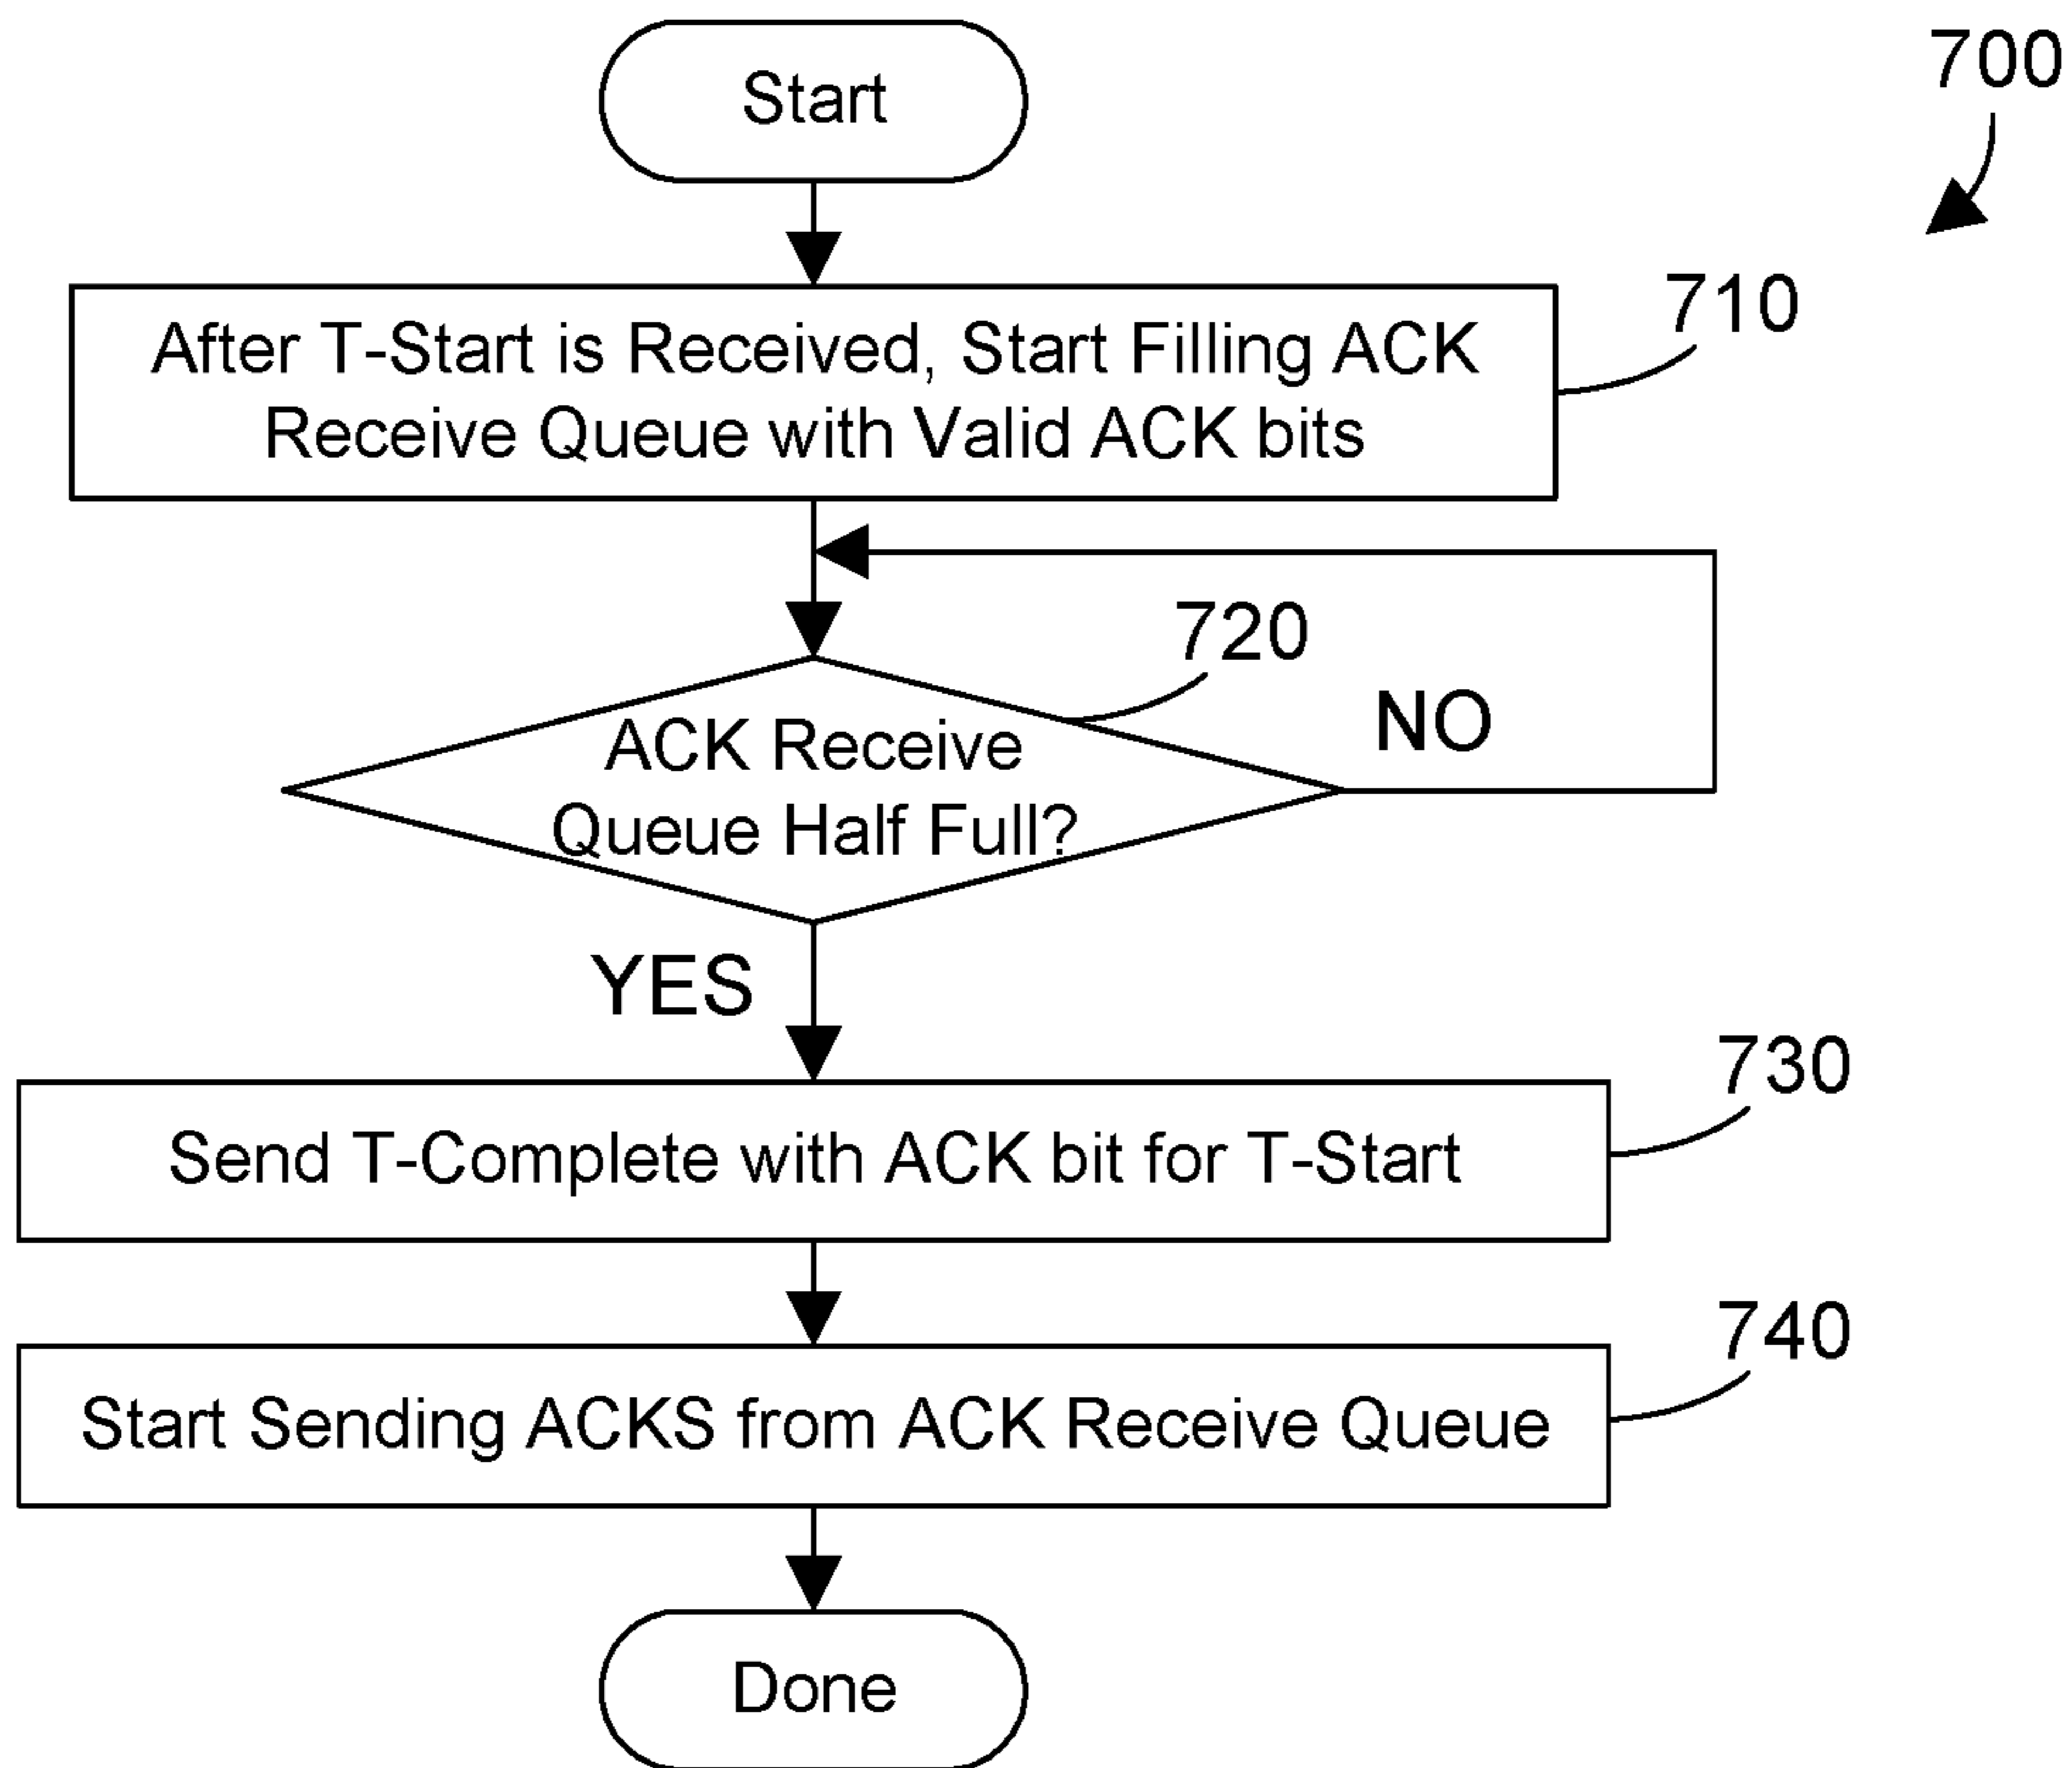 Start
700
After T-Start is Received, Start Filling ACK
Receive Queue with Valid ACK bits
710
720
ACK Receive
Queue Half Full?
NO
YES
Send T-Complete with ACK bit for T-Start
730
Start Sending ACKS from ACK Receive Queue
740
Done